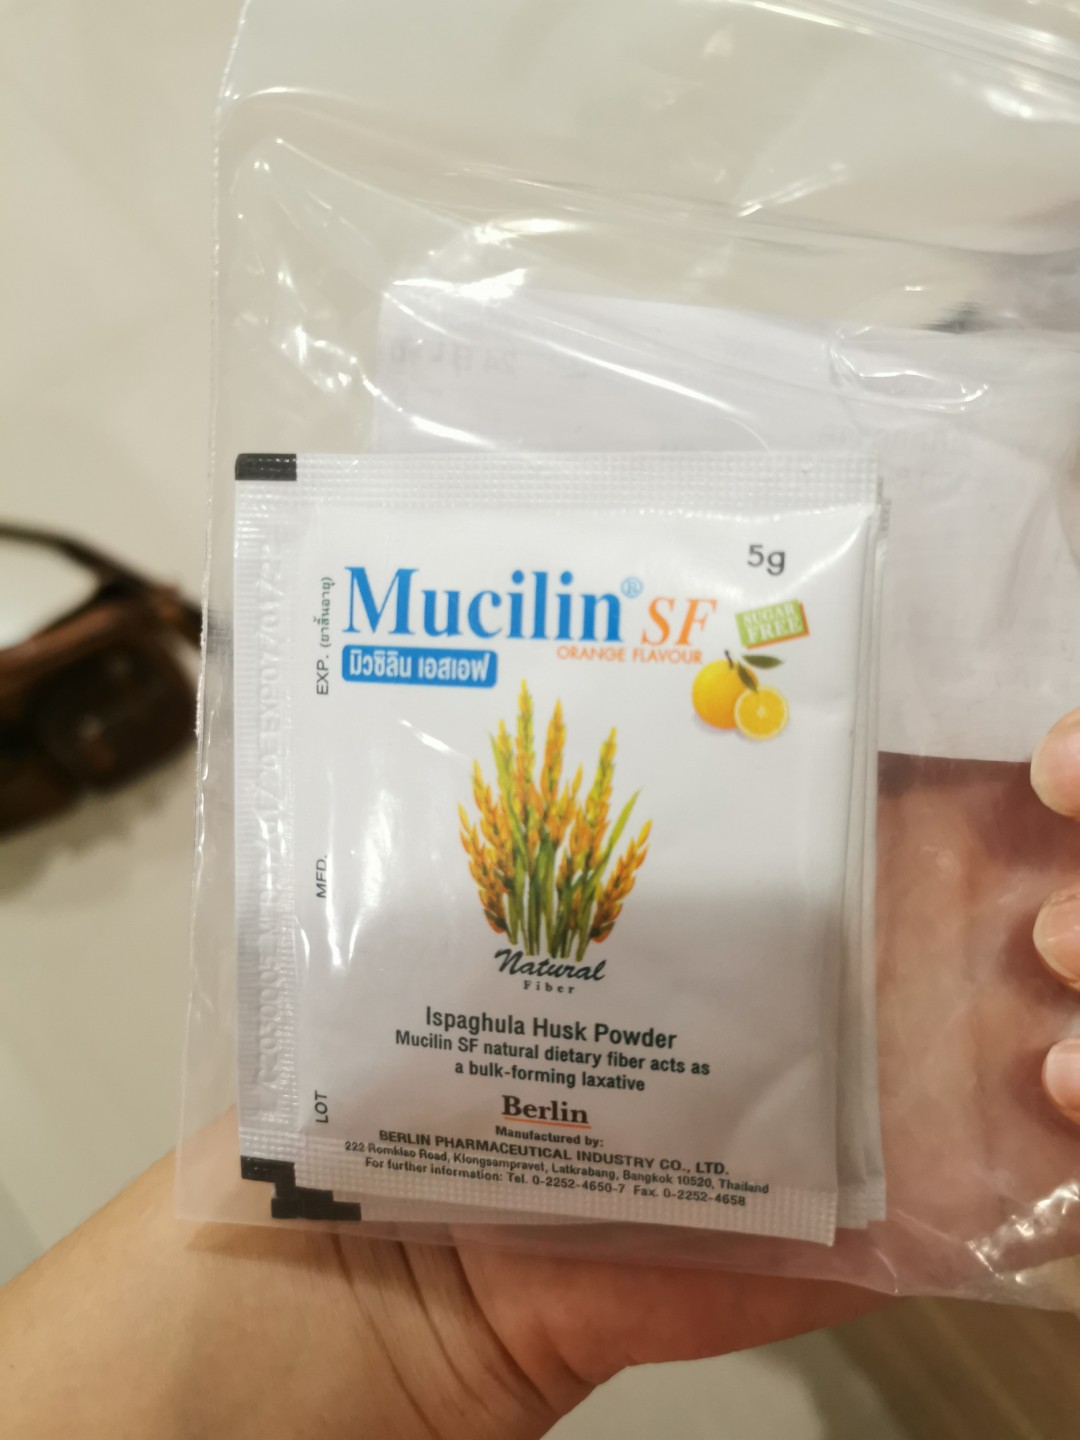 5g
Mucilin® SF
SUGAR
FREE
ORANGE FLAVOUR
มิวซิลิน เอสเอฟ
EXP. (ยาสิ้นอายุ)
MFD.
LOT
Natural
Fiber
Ispaghula Husk Powder
Mucilin SF natural dietary fiber acts as
a bulk-forming laxative
Berlin
Manufactured by:
BERLIN PHARMACEUTICAL INDUSTRY CO., LTD.
222 Romklao Road, Klongsampravet, Latkrabang, Bangkok 10520, Thailand
For further information: Tel. 0-2252-4650-7 Fax. 0-2252-4658